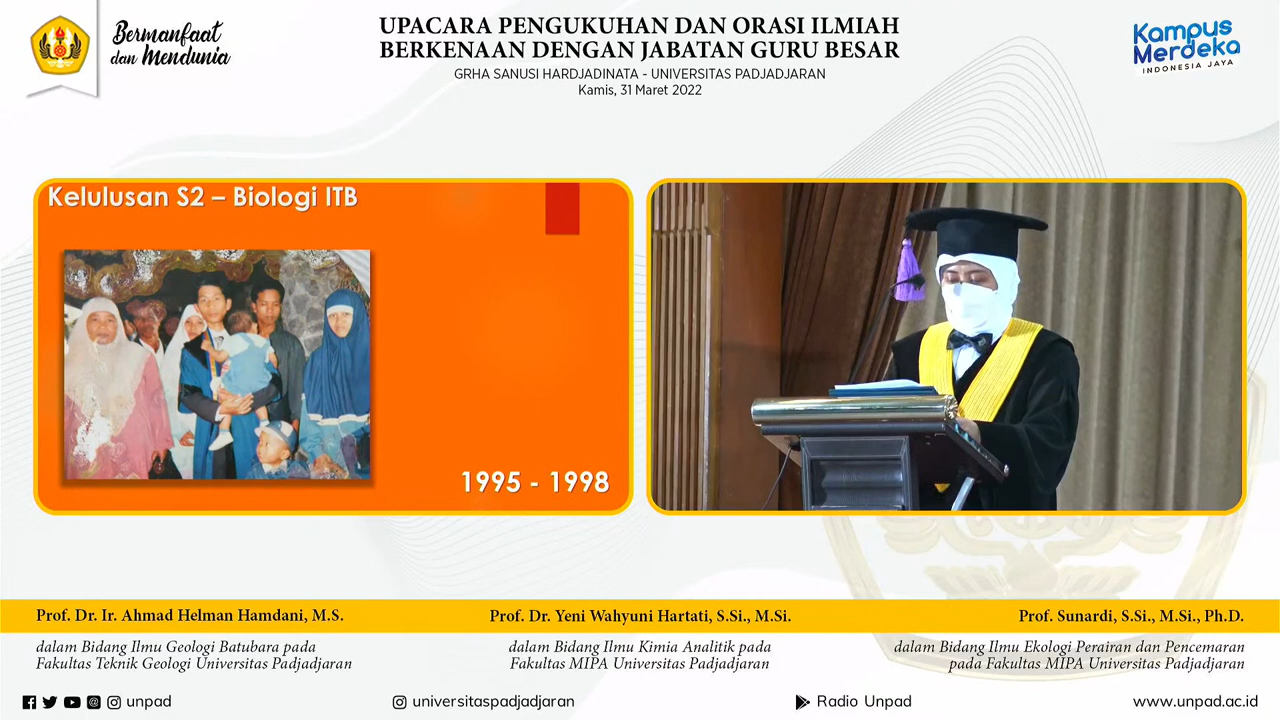 Bermanfaat
dan Mendunia
UPACARA PENGUKUHAN DAN ORASI ILMIAH
BERKENAAN DENGAN JABATAN GURU BESAR
GRHA SANUSI HARDJADINATA - UNIVERSITAS PADJADJARAN
Kamis, 31 Maret 2022
Kampus
Merdeka
INDONESIA JAYA
Kelulusan S2 – Biologi ITB
1995 - 1998
Prof. Dr. Ir. Ahmad Helman Hamdani, M.S.
dalam Bidang Ilmu Geologi Batubara pada
Fakultas Teknik Geologi Universitas Padjadjaran
Prof. Dr. Yeni Wahyuni Hartati, S.Si., M.Si.
dalam Bidang Ilmu Kimia Analitik pada
Fakultas MIPA Universitas Padjadjaran
Prof. Sunardi, S.Si., M.Si., Ph.D.
dalam Bidang Ilmu Ekologi Perairan dan Pencemaran
pada Fakultas MIPA Universitas Padjadjaran
unpad
universitaspadjadjaran
Radio Unpad
www.unpad.ac.id